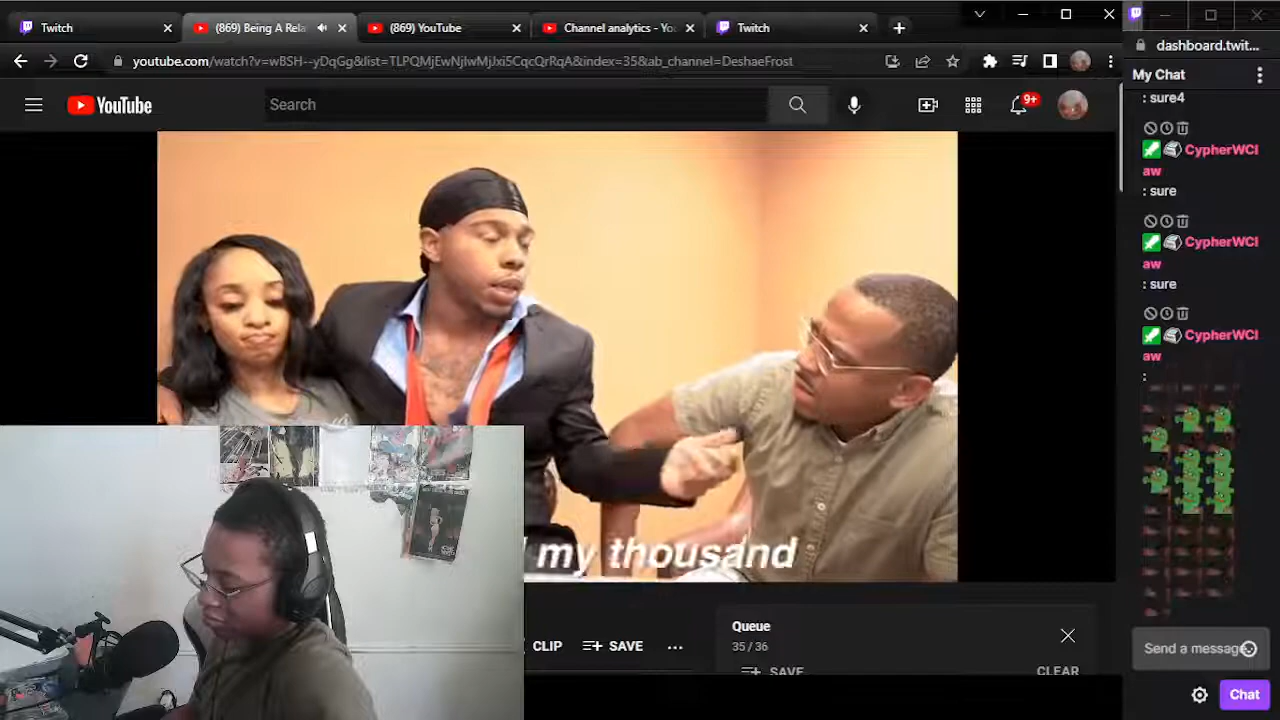 Twitch
(869) Being A Rela
(869) YouTube
Channel analytics - Yo
Twitch
youtube.com/watch?v=wBSH--yDqGg&list=TLPQMjEwNjIwMjJxi5CqcQrRqA&index=35&ab_channel=DeshaeFrost
dashboard.twit...
YouTube
Search
9+
my thousand
CLIP
SAVE
Queue
35 / 36
SAVE
CLEAR
My Chat
: sure4
CypherWCl
aw
: sure
CypherWCl
aw
: sure
CypherWCl
aw
:
Send a message
Chat